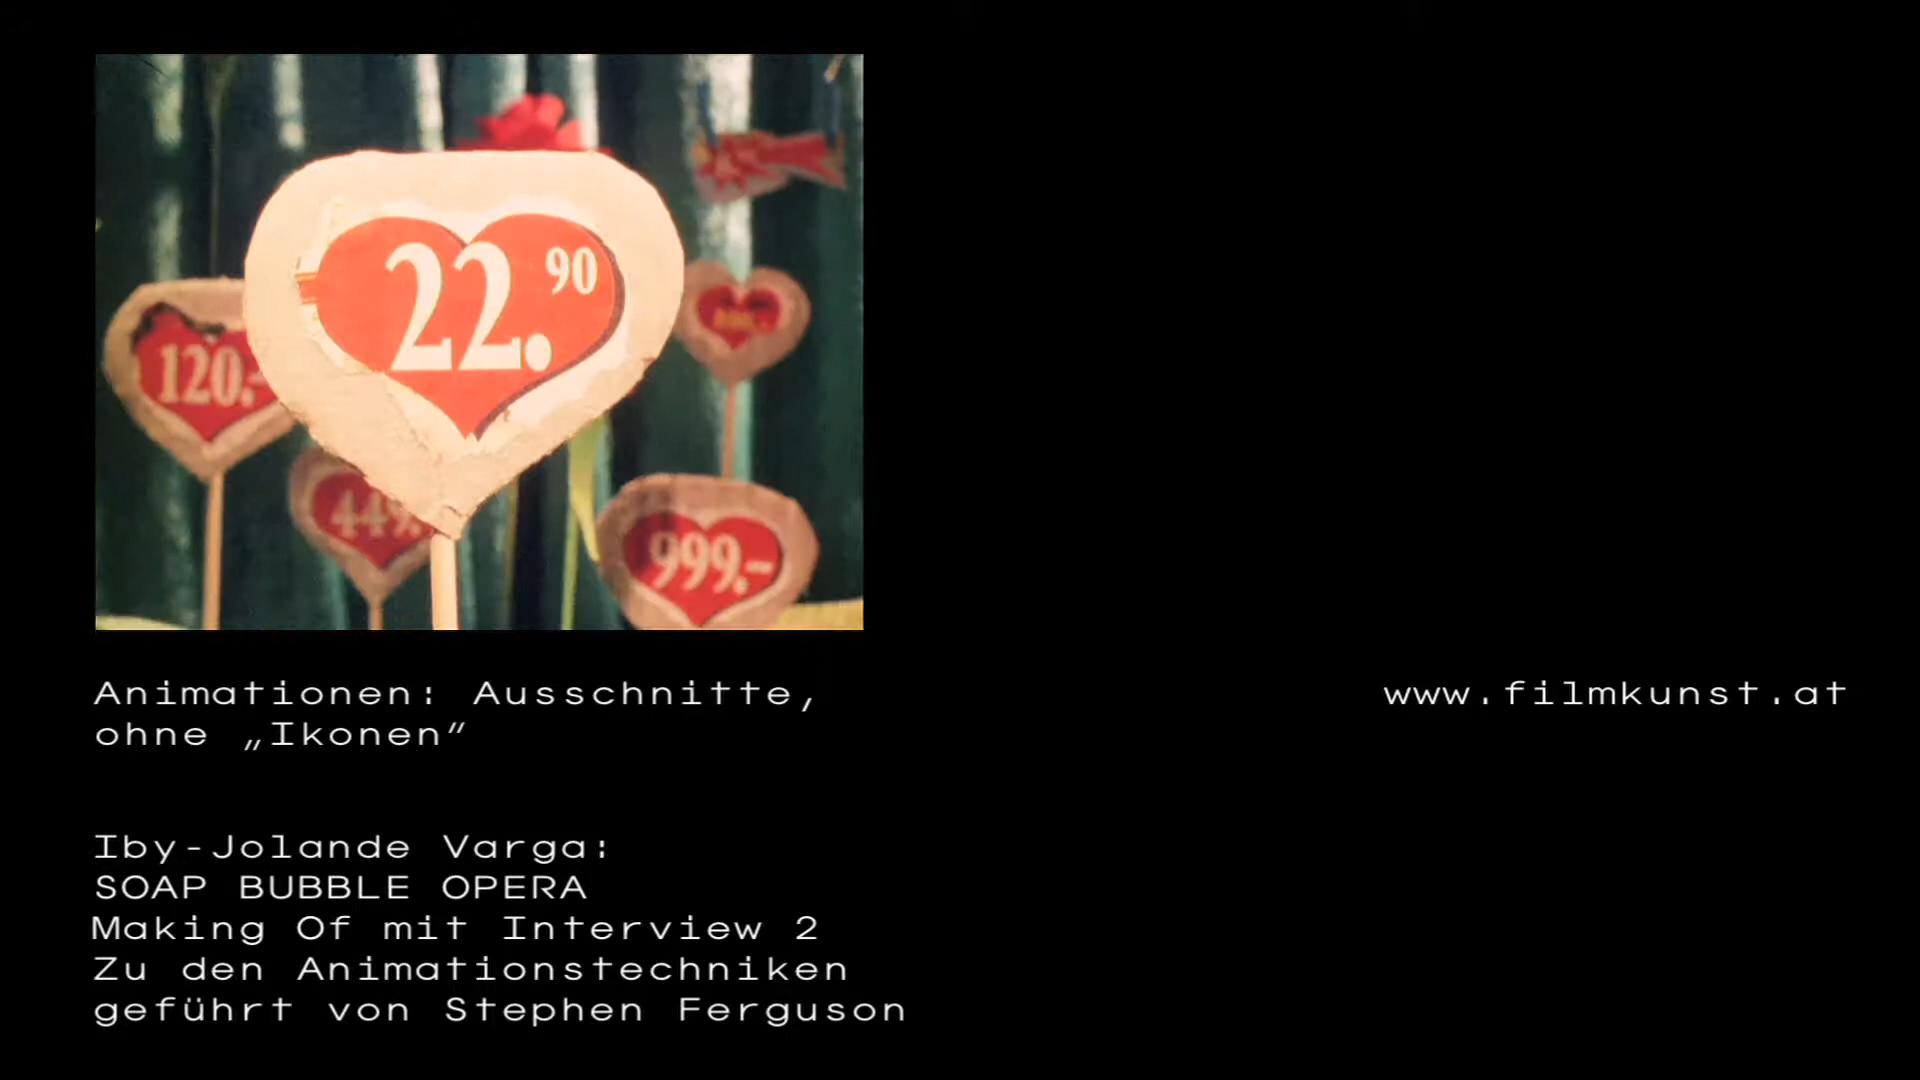 22.90
120.-
449.
999.-
Animationen: Ausschnitte,
ohne „Ikonen“
www.filmkunst.at
Iby-Jolande Varga:
SOAP BUBBLE OPERA
Making Of mit Interview 2
Zu den Animationstechniken
geführt von Stephen Ferguson